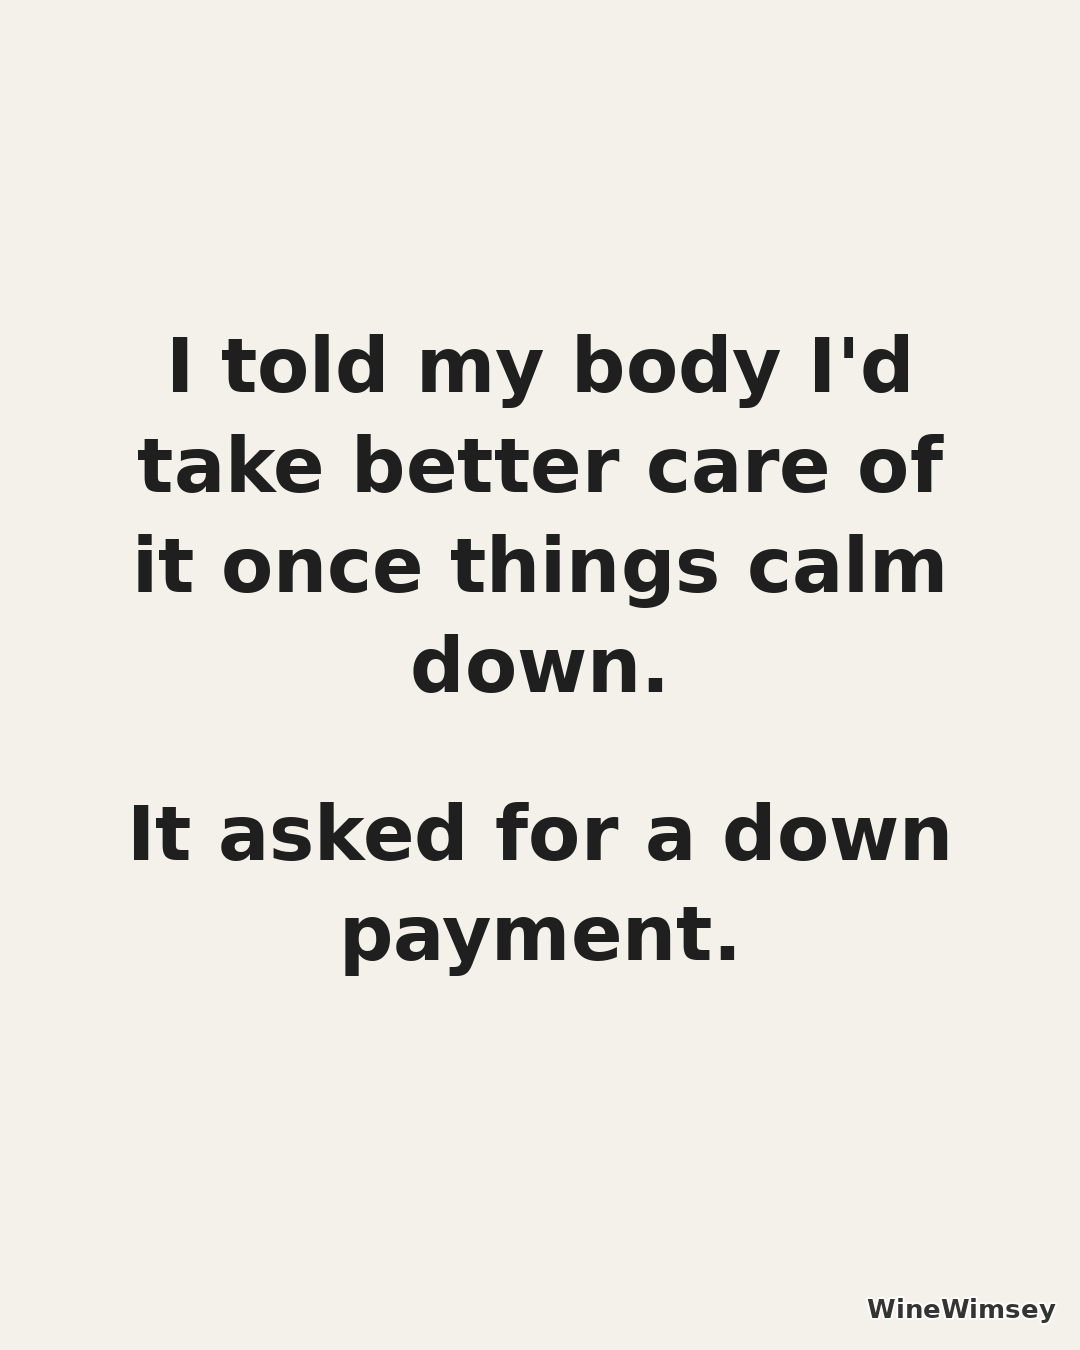 I told my body I'd
take better care of
it once things calm
down.
It asked for a down
payment.
WineWimsey